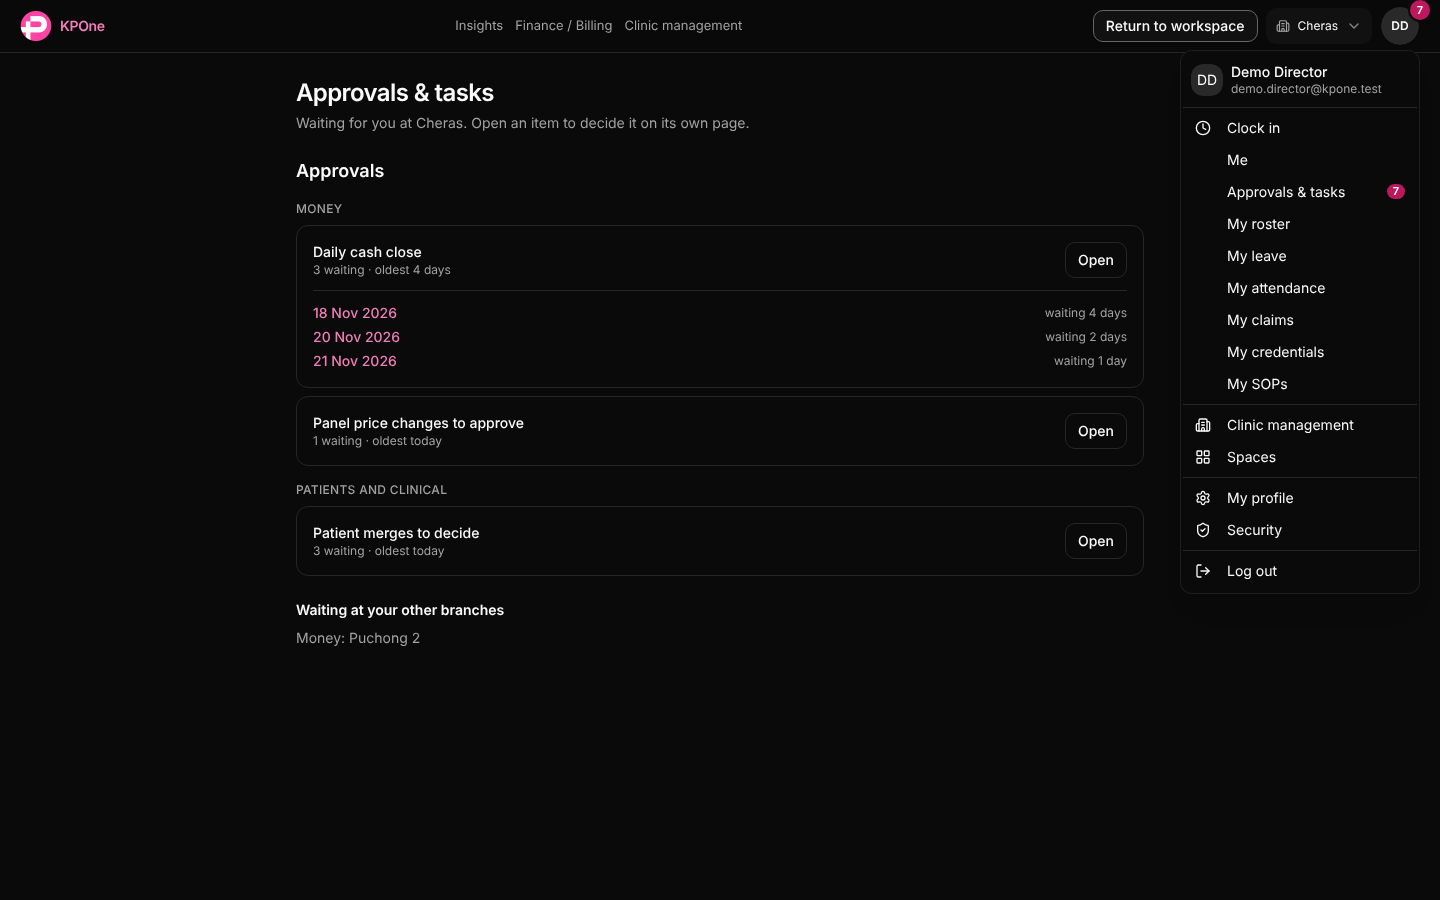 KPOne
Insights
Finance / Billing
Clinic management
Return to workspace
Cheras
DD
7
Approvals & tasks
Waiting for you at Cheras. Open an item to decide it on its own page.
Approvals
MONEY
Daily cash close
3 waiting · oldest 4 days
Open
18 Nov 2026
waiting 4 days
20 Nov 2026
waiting 2 days
21 Nov 2026
waiting 1 day
Panel price changes to approve
1 waiting · oldest today
Open
PATIENTS AND CLINICAL
Patient merges to decide
3 waiting · oldest today
Open
Waiting at your other branches
Money: Puchong 2
DD
Demo Director
demo.director@kpone.test
Clock in
Me
Approvals & tasks
7
My roster
My leave
My attendance
My claims
My credentials
My SOPs
Clinic management
Spaces
My profile
Security
Log out